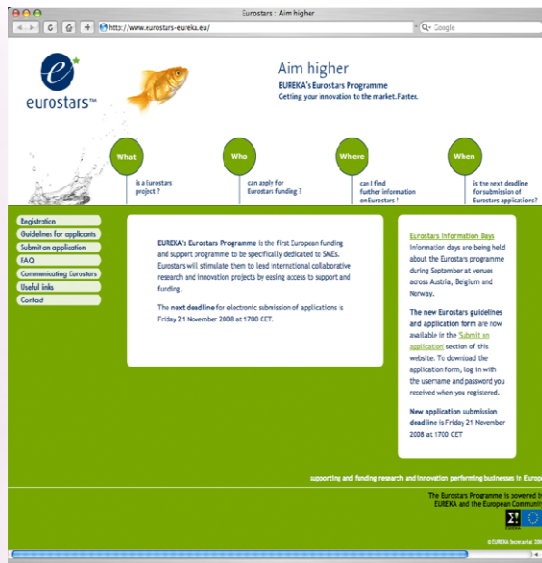 Eurostars : Aim higher
http://www.eurostars-eureka.eu/
Google
e
eurostars™
Aim higher
EUREKA's Eurostars Programme
Getting your innovation to the market. Faster.
What
is a Eurostars
project ?
Who
can apply for
Eurostars funding ?
Where
can I find
further information
on Eurostars ?
When
is the next deadline
for submission of
Eurostars applications?
Registration
Guidelines for applicants
Submit an application
FAQ
Communicating Eurostars
Useful links
Contact
EUREKA's Eurostars Programme is the first European funding
and support programme to be specifically dedicated to SMEs.
Eurostars will stimulate them to lead international collaborative
research and innovation projects by easing access to support and
funding.
The next deadline for electronic submission of applications is
Friday 21 November 2008 at 1700 CET.
Eurostars Information Days
Information days are being held
about the Eurostars programme
during September at venues
across Austria, Belgium and
Norway.
The new Eurostars guidelines
and application form are now
available in the 'Submit an
application' section of this
website. To download the
application form, log in with
the username and password you
received when you registered.
New application submission
deadline is Friday 21 November
2008 at 1700 CET
supporting and funding research and innovation performing businesses in Europe
The Eurostars Programme is powered by
EUREKA and the European Community
Σ!
EUREKA
© EUREKA Secretariat